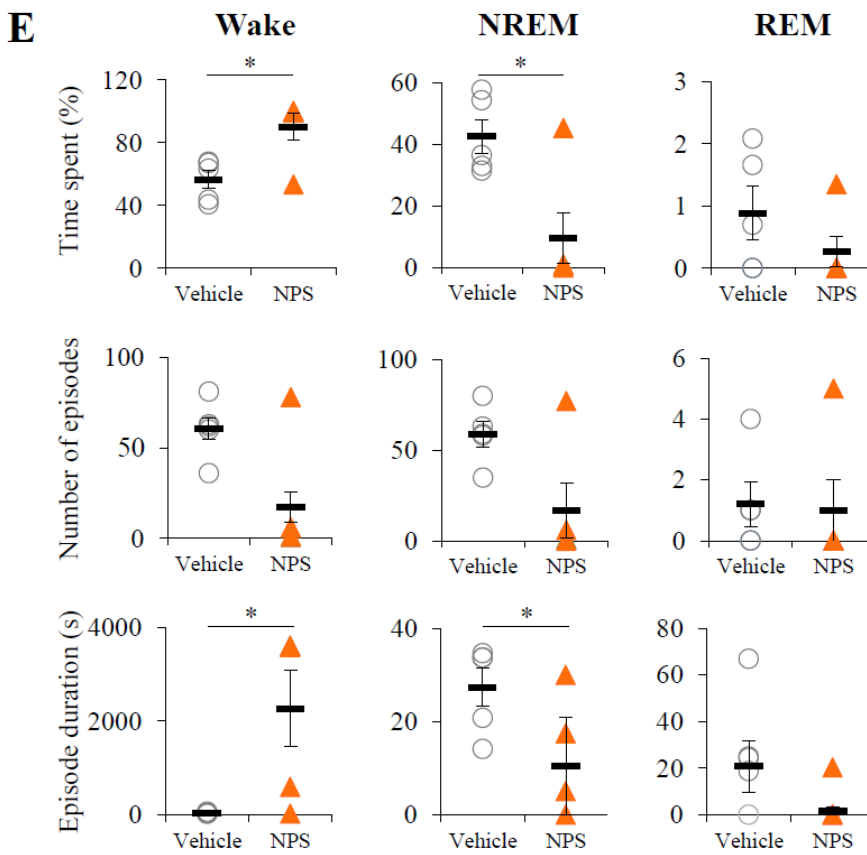 E
Wake NREM REM
Time spent (%)
120
80
40
0
*
Vehicle NPS
60
40
20
0
*
Vehicle NPS
3
2
1
0
Vehicle NPS
Number of episodes
100
50
0
Vehicle NPS
100
50
0
Vehicle NPS
6
4
2
0
Vehicle NPS
Episode duration (s)
4000
2000
0
*
Vehicle NPS
40
20
0
*
Vehicle NPS
80
60
40
20
0
Vehicle NPS